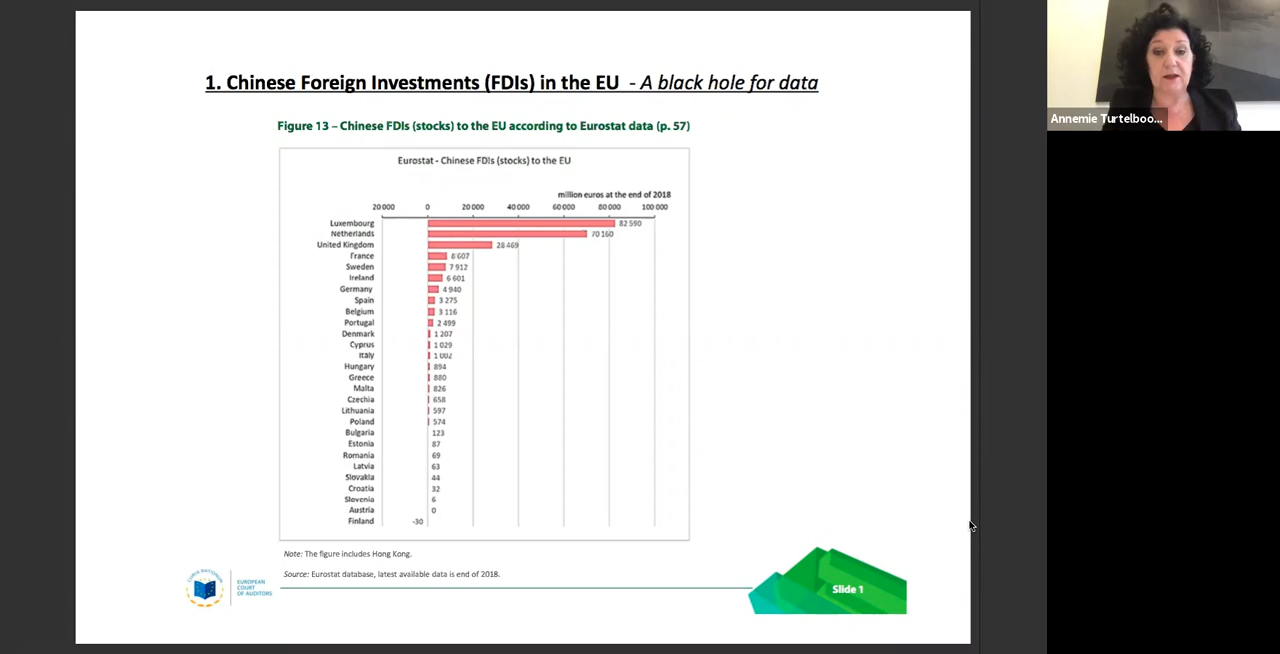 1. Chinese Foreign Investments (FDIs) in the EU - A black hole for data
Figure 13 – Chinese FDIs (stocks) to the EU according to Eurostat data (p. 57)
Eurostat - Chinese FDIs (stocks) to the EU
million euros at the end of 2018
20 000 0 20 000 40 000 60 000 80 000 100 000
Luxembourg 82 590
Netherlands 70 160
United Kingdom 28 469
France 8 607
Sweden 7 912
Ireland 6 601
Germany 4 940
Spain 3 275
Belgium 3 116
Portugal 2 499
Denmark 1 207
Cyprus 1 029
Italy 1 002
Hungary 894
Greece 880
Malta 826
Czechia 658
Lithuania 597
Poland 574
Bulgaria 123
Estonia 87
Romania 69
Latvia 63
Slovakia 44
Croatia 32
Slovenia 6
Austria 0
Finland -30
Note: The figure includes Hong Kong.
Source: Eurostat database, latest available data is end of 2018.
EUROPEAN
COURT
OF AUDITORS
Slide 1
Annemie Turtelboo...